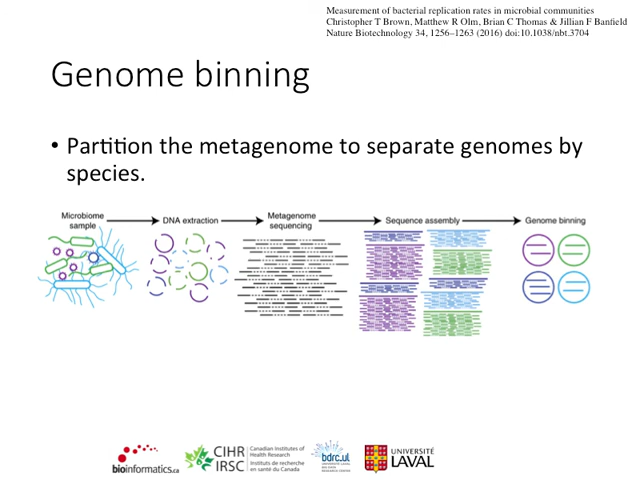 Measurement of bacterial replication rates in microbial communities
Christopher T Brown, Matthew R Olm, Brian C Thomas & Jillian F Banfield
Nature Biotechnology 34, 1256–1263 (2016) doi:10.1038/nbt.3704
Genome binning
• Partition the metagenome to separate genomes by
species.
Microbiome
sample
DNA extraction
Metagenome
sequencing
Sequence assembly
Genome binning
bioinformatics.ca
CIHR
IRSC
Canadian Institutes of
Health Research
Instituts de recherche
en santé du Canada
bdrc.ul
UNIVERSITÉ
LAVAL